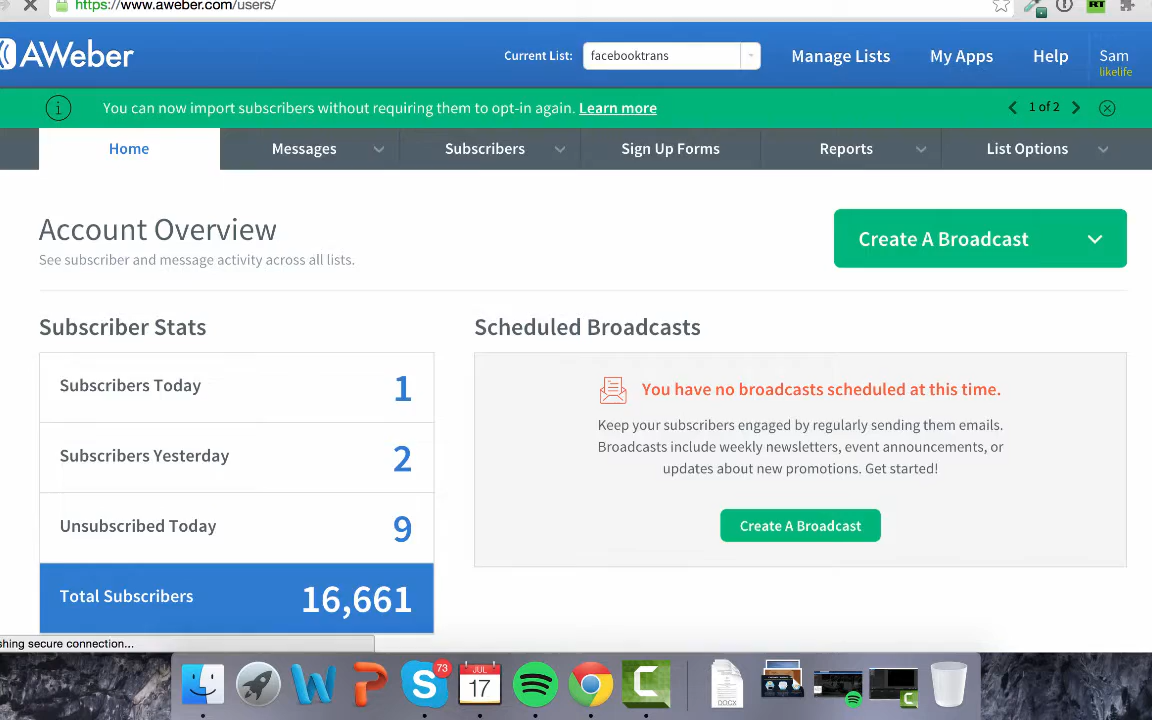 https://www.aweber.com/users/
RT
AWeber
Current List:
facebooktrans
Manage Lists
My Apps
Help
Sam
likelife
You can now import subscribers without requiring them to opt-in again. Learn more
1 of 2
Home
Messages
Subscribers
Sign Up Forms
Reports
List Options
Account Overview
See subscriber and message activity across all lists.
Create A Broadcast
Subscriber Stats
Subscribers Today
1
Subscribers Yesterday
2
Unsubscribed Today
9
Total Subscribers
16,661
Scheduled Broadcasts
You have no broadcasts scheduled at this time.
Keep your subscribers engaged by regularly sending them emails.
Broadcasts include weekly newsletters, event announcements, or
updates about new promotions. Get started!
Create A Broadcast
shing secure connection...
73
JUL
17
DOCX